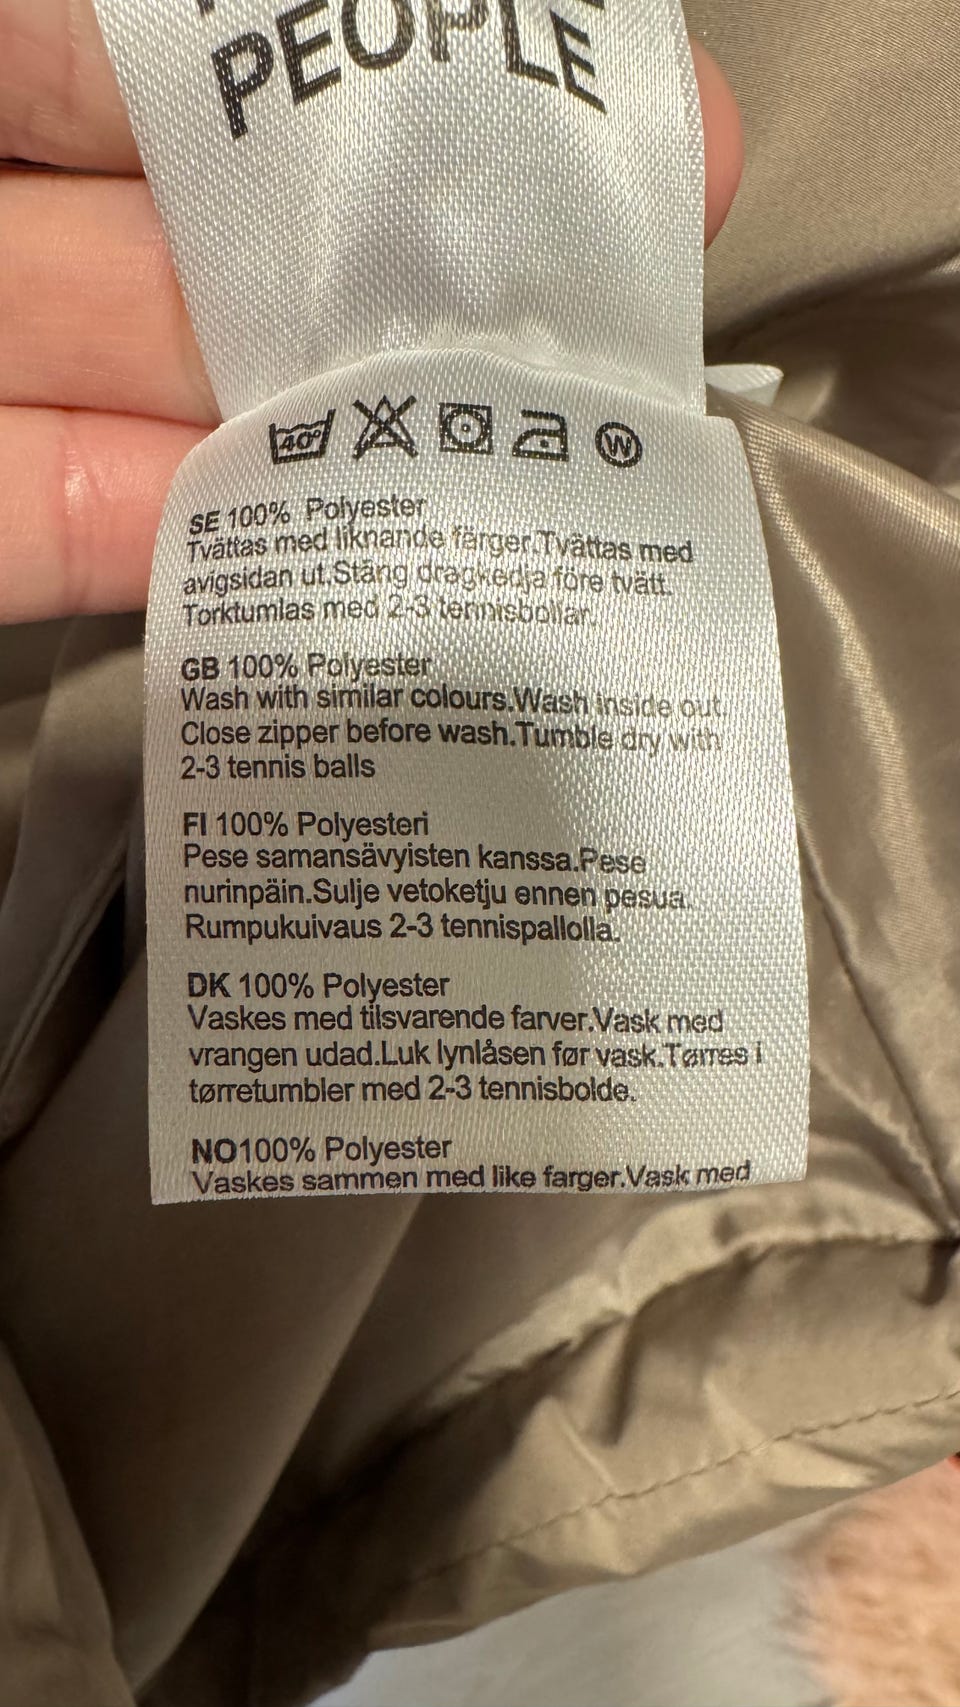 PEOPLE
40°
W
SE 100% Polyester
Tvättas med liknande färger.Tvättas med
avigsidan ut.Stäng dragkedja före tvätt.
Torktumlas med 2-3 tennisbollar.
GB 100% Polyester
Wash with similar colours.Wash inside out.
Close zipper before wash.Tumble dry with
2-3 tennis balls
FI 100% Polyesteri
Pese samansävyisten kanssa.Pese
nurinpäin.Sulje vetoketju ennen pesua.
Rumpukuivaus 2-3 tennispallolla.
DK 100% Polyester
Vaskes med tilsvarende farver.Vask med
vrangen udad.Luk lynlåsen før vask.Tørres i
tørretumbler med 2-3 tennisbolde.
NO100% Polyester
Vaskes sammen med like farger.Vask med